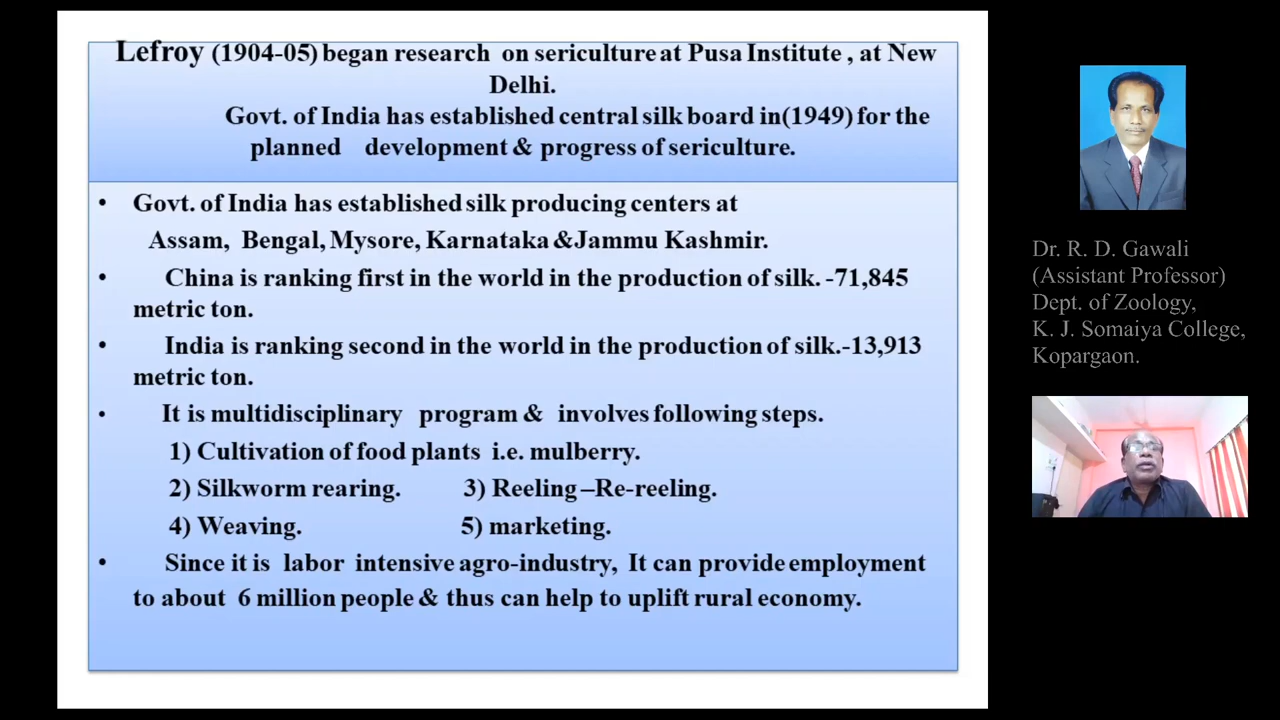 Lefroy (1904-05) began research on sericulture at Pusa Institute , at New
Delhi.
Govt. of India has established central silk board in(1949) for the
planned development & progress of sericulture.
• Govt. of India has established silk producing centers at
Assam, Bengal, Mysore, Karnataka &Jammu Kashmir.
• China is ranking first in the world in the production of silk. -71,845
metric ton.
• India is ranking second in the world in the production of silk.-13,913
metric ton.
• It is multidisciplinary program & involves following steps.
1) Cultivation of food plants i.e. mulberry.
2) Silkworm rearing. 3) Reeling –Re-reeling.
4) Weaving. 5) marketing.
• Since it is labor intensive agro-industry, It can provide employment
to about 6 million people & thus can help to uplift rural economy.
Dr. R. D. Gawali
(Assistant Professor)
Dept. of Zoology,
K. J. Somaiya College,
Kopargaon.